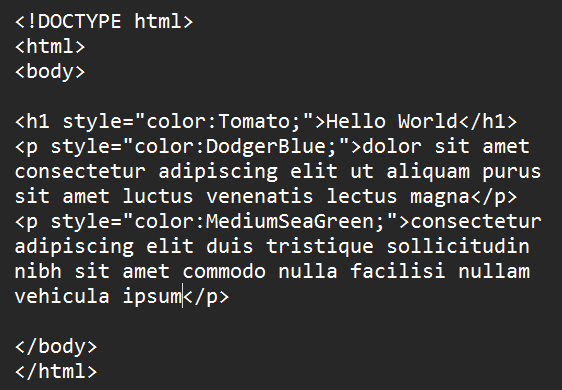 <!DOCTYPE html>
<html>
<body>
<h1 style="color:Tomato;">Hello World</h1>
<p style="color:DodgerBlue;">dolor sit amet
consectetur adipiscing elit ut aliquam purus
sit amet luctus venenatis lectus magna</p>
<p style="color:MediumSeaGreen;">consectetur
adipiscing elit duis tristique sollicitudin
nibh sit amet commodo nulla facilisi nullam
vehicula ipsum</p>
</body>
</html>